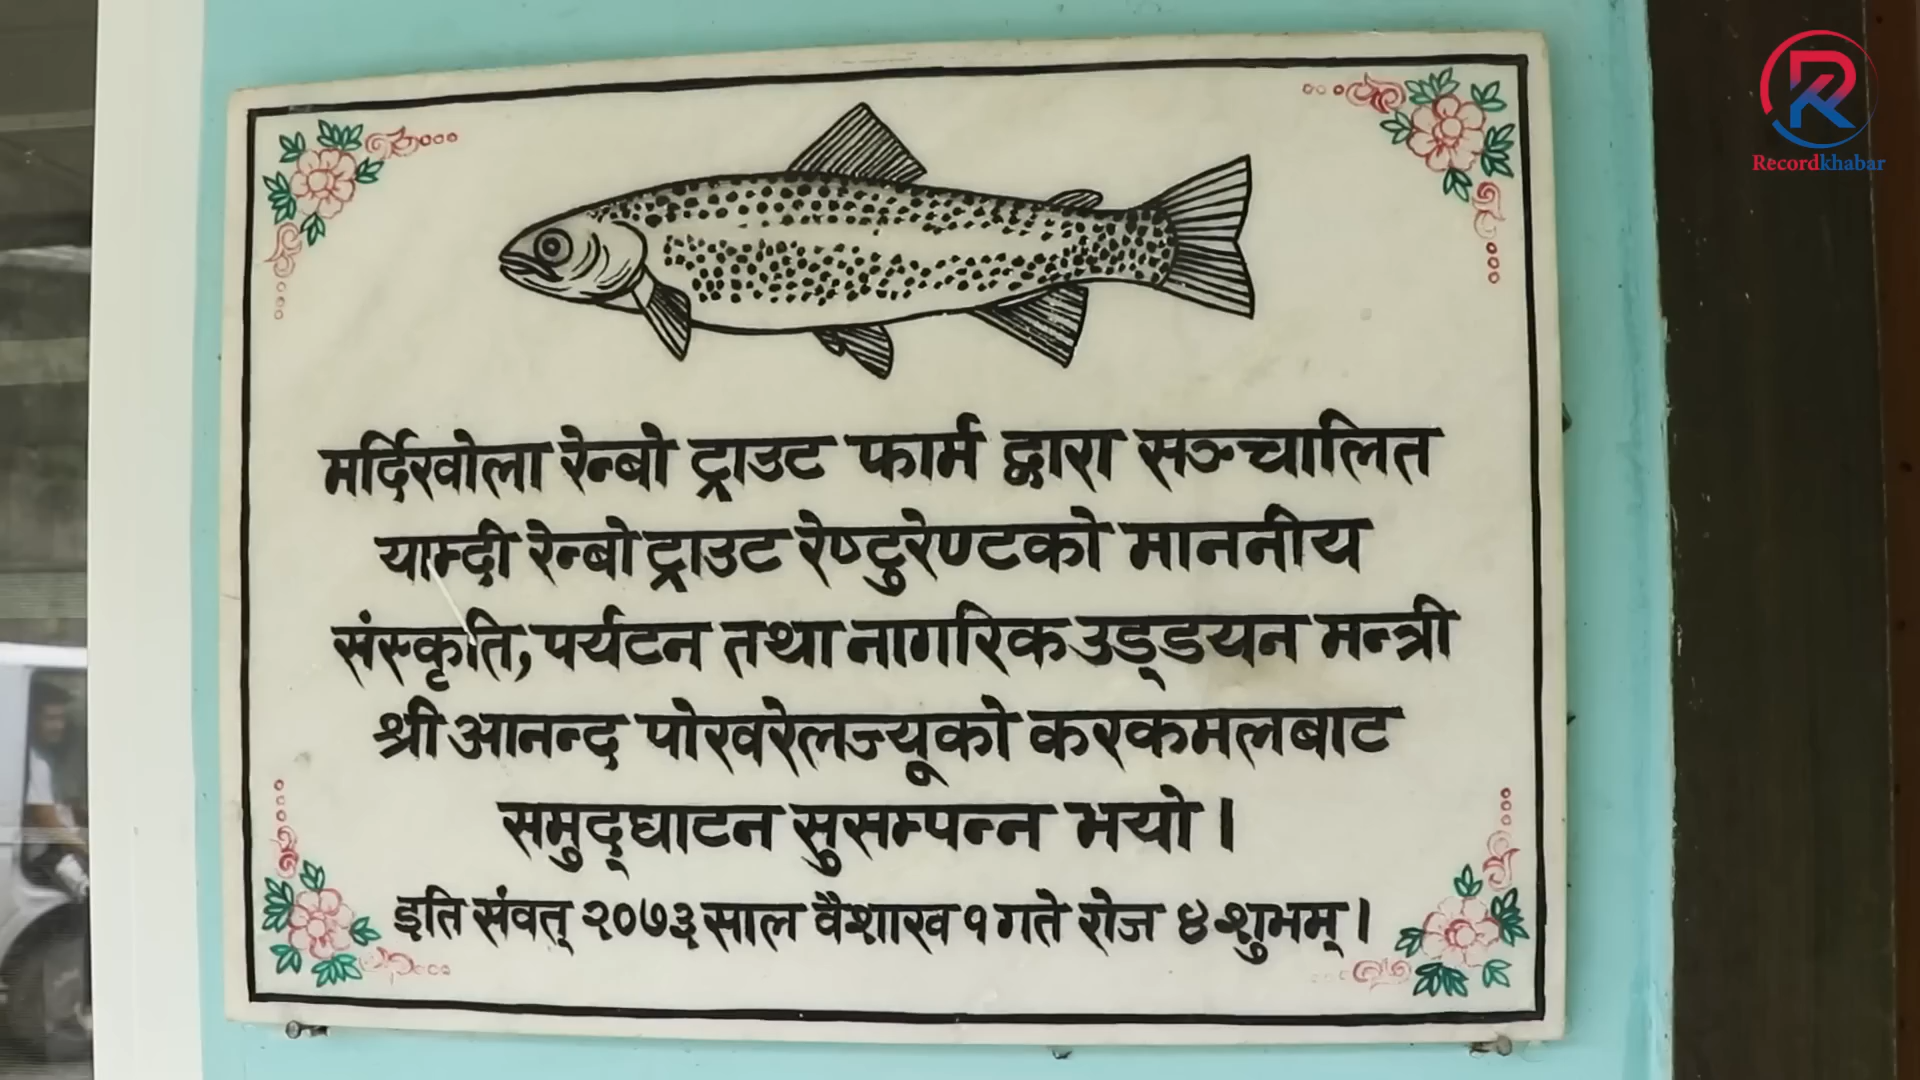 Recordkhabar
मर्दिखोला रेन्बो ट्राउट फार्म द्वारा सञ्चालित
याम्दी रेन्बो ट्राउट रेष्टुरेण्टको माननीय
संस्कृति, पर्यटन तथा नागरिक उड्डयन मन्त्री
श्री आनन्द पोखरेलज्यूको करकमलबाट
समुद्घाटन सुसम्पन्न भयो ।
इति संवत् २०७३ साल वैशाख १ गते रोज ४ शुभम् ।